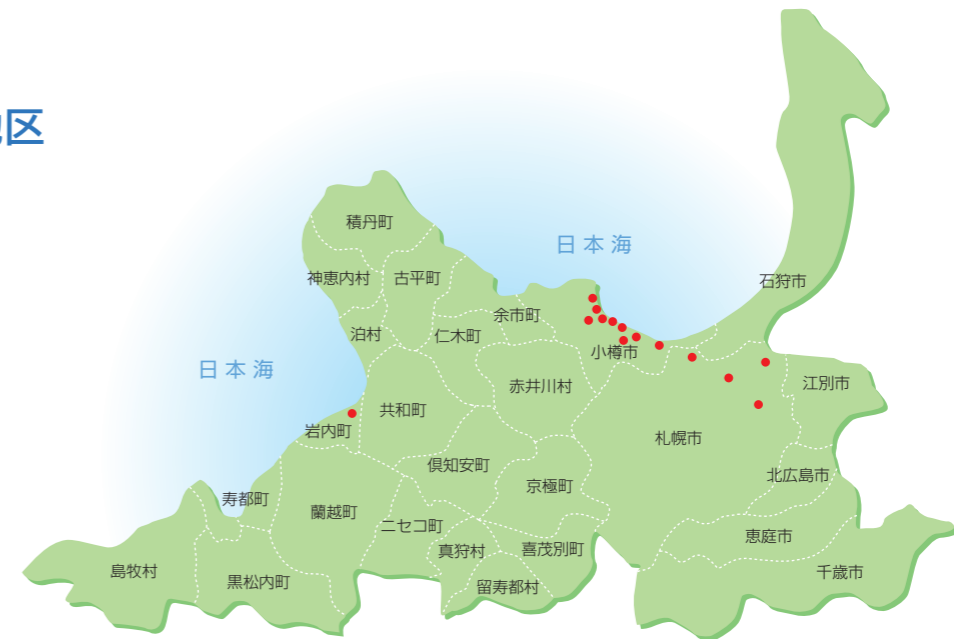 区
積丹町
日本海
神恵内村
古平町
石狩市
余市町
泊村
仁木町
小樽市
日本海
赤井川村
江別市
共和町
岩内町
札幌市
倶知安町
北広島市
京極町
寿都町
蘭越町
ニセコ町
恵庭市
真狩村
喜茂別町
島牧村
千歳市
黒松内町
留寿都村